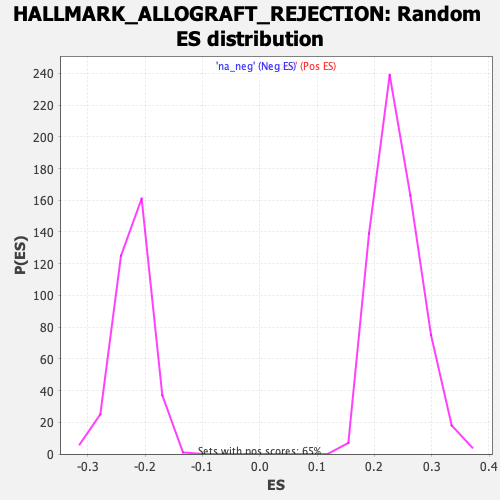 HALLMARK_ALLOGRAFT_REJECTION: Random
ES distribution
'na_neg' (Neg ES)' (Pos ES)
P(ES)
240
220
200
180
160
140
120
100
80
60
40
20
0
Sets with pos scores: 65%
-0.3 -0.2 -0.1 0.0 0.1 0.2 0.3 0.4
ES